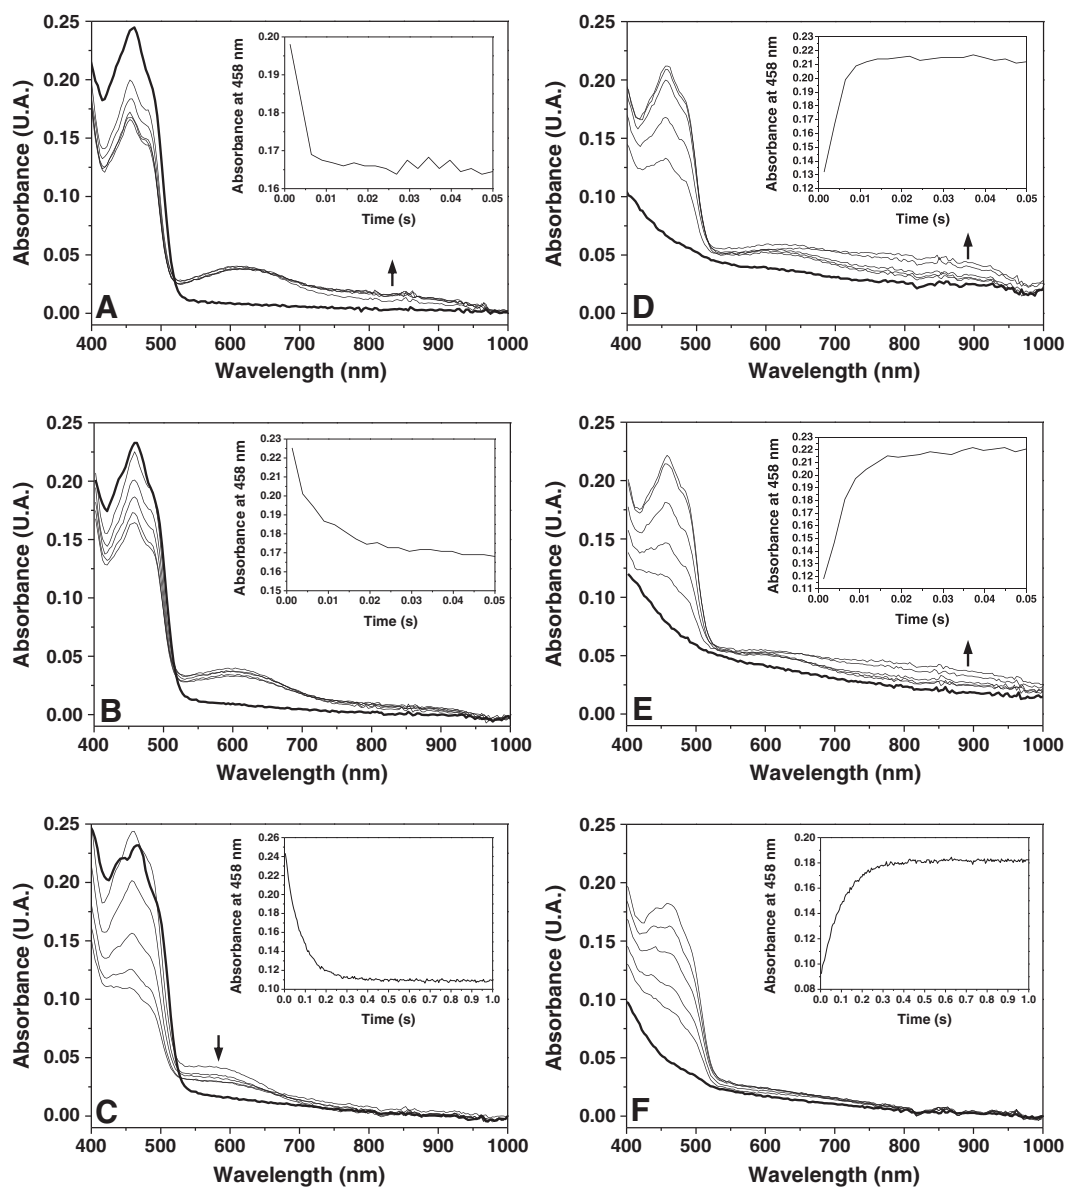 0.25
0.20
0.15
0.10
0.05
0.00
400 500 600 700 800 900 1000
Absorbance (U.A.)
Wavelength (nm)
A
0.20
0.19
0.18
0.17
0.16
0.00 0.01 0.02 0.03 0.04 0.05
Absorbance at 458 nm
Time (s)
0.25
0.20
0.15
0.10
0.05
0.00
400 500 600 700 800 900 1000
Absorbance (U.A.)
Wavelength (nm)
D
0.23
0.22
0.21
0.20
0.19
0.18
0.17
0.16
0.15
0.14
0.13
0.12
0.00 0.01 0.02 0.03 0.04 0.05
Absorbance at 458 nm
Time (s)
0.25
0.20
0.15
0.10
0.05
0.00
400 500 600 700 800 900 1000
Absorbance (U.A.)
Wavelength (nm)
B
0.23
0.22
0.21
0.20
0.19
0.18
0.17
0.16
0.15
0.00 0.01 0.02 0.03 0.04 0.05
Absorbance at 458 nm
Time (s)
0.25
0.20
0.15
0.10
0.05
0.00
400 500 600 700 800 900 1000
Absorbance (U.A.)
Wavelength (nm)
E
0.23
0.22
0.21
0.20
0.19
0.18
0.17
0.16
0.15
0.14
0.13
0.12
0.11
0.00 0.01 0.02 0.03 0.04 0.05
Absorbance at 458 nm
Time (s)
0.25
0.20
0.15
0.10
0.05
0.00
400 500 600 700 800 900 1000
Absorbance (U.A.)
Wavelength (nm)
C
0.26
0.24
0.22
0.20
0.18
0.16
0.14
0.12
0.10
0.0 0.1 0.2 0.3 0.4 0.5 0.6 0.7 0.8 0.9 1.0
Absorbance at 458 nm
Time (s)
0.25
0.20
0.15
0.10
0.05
0.00
400 500 600 700 800 900 1000
Absorbance (U.A.)
Wavelength (nm)
F
0.20
0.18
0.16
0.14
0.12
0.10
0.08
0.0 0.1 0.2 0.3 0.4 0.5 0.6 0.7 0.8 0.9 1.0
Absorbance at 458 nm
Time (s)